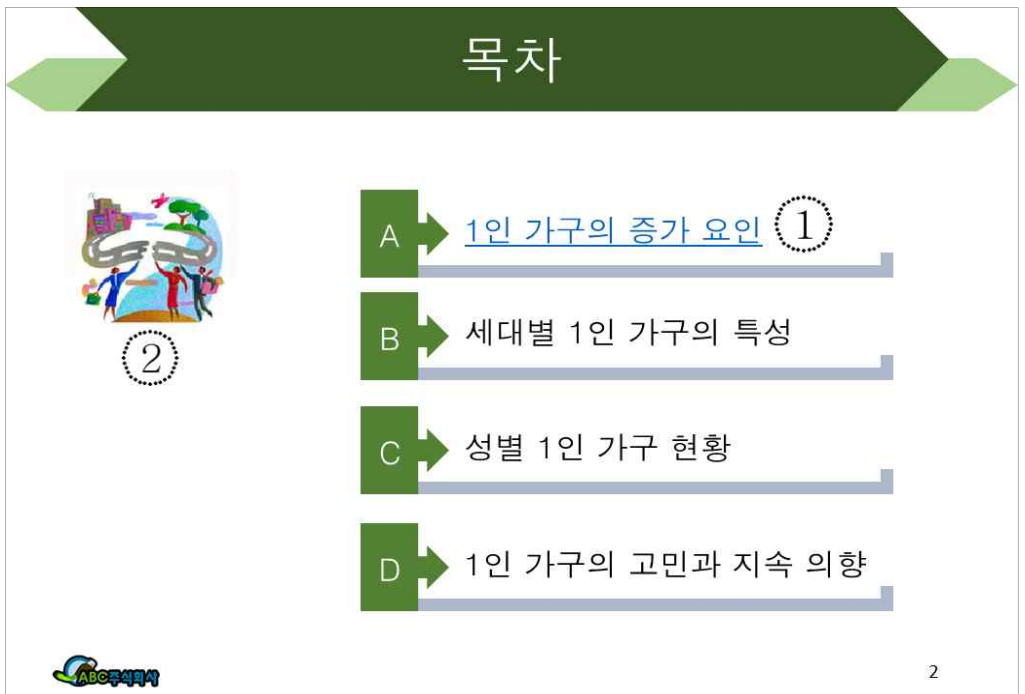 목차
A 1인 가구의 증가 요인 1
B 세대별 1인 가구의 특성
2
C 성별 1인 가구 현황
D 1인 가구의 고민과 지속 의향
ABC주식회사
2